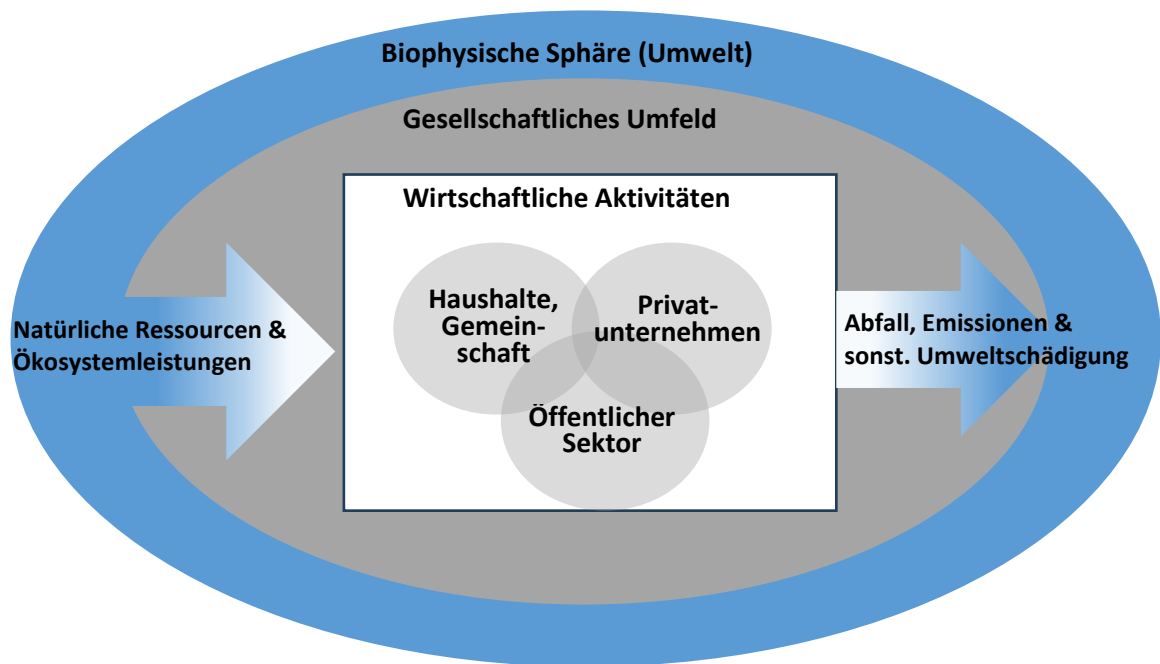 Biophysische Sphäre (Umwelt)
Gesellschaftliches Umfeld
Wirtschaftliche Aktivitäten
Haushalte,
Gemein-
schaft
Privat-
unternehmen
Öffentlicher
Sektor
Natürliche Ressourcen &
Ökosystemleistungen
Abfall, Emissionen &
sonst. Umweltschädigung